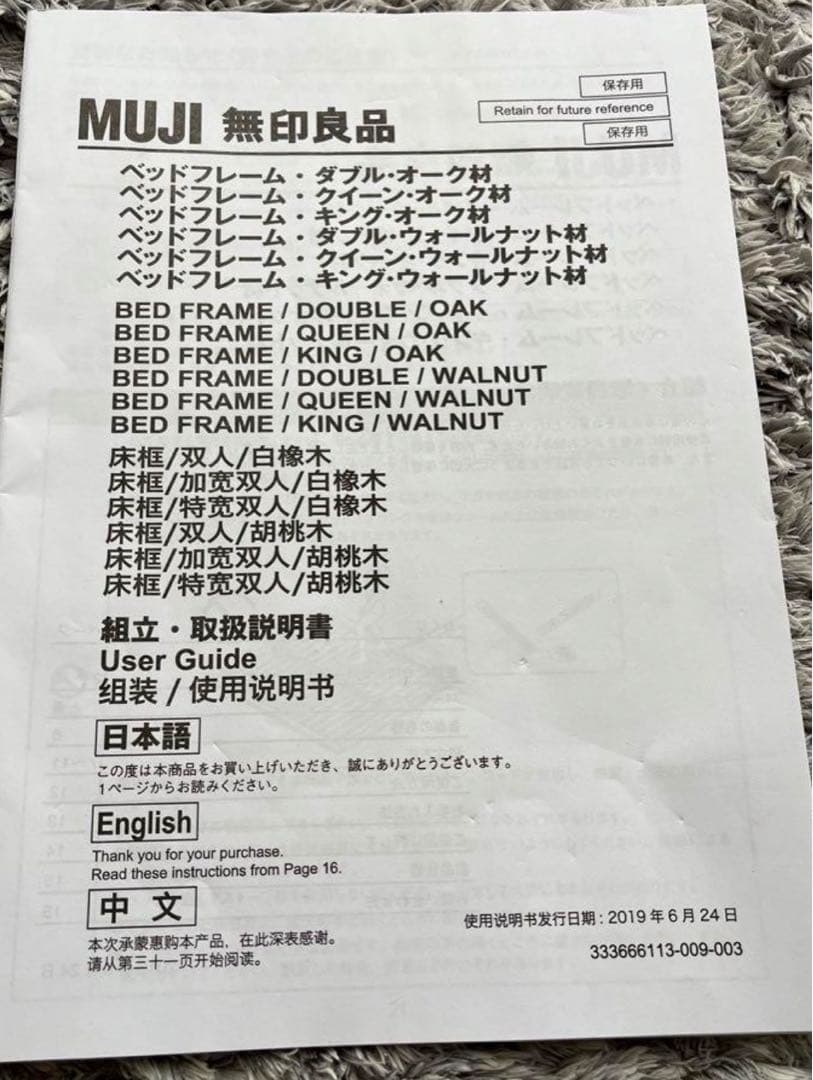 保存用
Retain for future reference
保存用
MUJI 無印良品
ベッドフレーム・ダブル・オーク材
ベッドフレーム・クイーン・オーク材
ベッドフレーム・キング・オーク材
ベッドフレーム・ダブル・ウォールナット材
ベッドフレーム・クイーン・ウォールナット材
ベッドフレーム・キング・ウォールナット材
BED FRAME / DOUBLE / OAK
BED FRAME / QUEEN / OAK
BED FRAME / KING / OAK
BED FRAME / DOUBLE / WALNUT
BED FRAME / QUEEN / WALNUT
BED FRAME / KING / WALNUT
床框/双人/白橡木
床框/加宽双人/白橡木
床框/特宽双人/白橡木
床框/双人/胡桃木
床框/加宽双人/胡桃木
床框/特宽双人/胡桃木
組立・取扱説明書
User Guide
组装 / 使用说明书
日本語
この度は本商品をお買い上げいただき、誠にありがとうございます。
1ページからお読みください。
English
Thank you for your purchase.
Read these instructions from Page 16.
中文
本次承蒙惠购本产品，在此深表感谢。
请从第三十一页开始阅读。
使用说明书发行日期：2019年6月24日
333666113-009-003